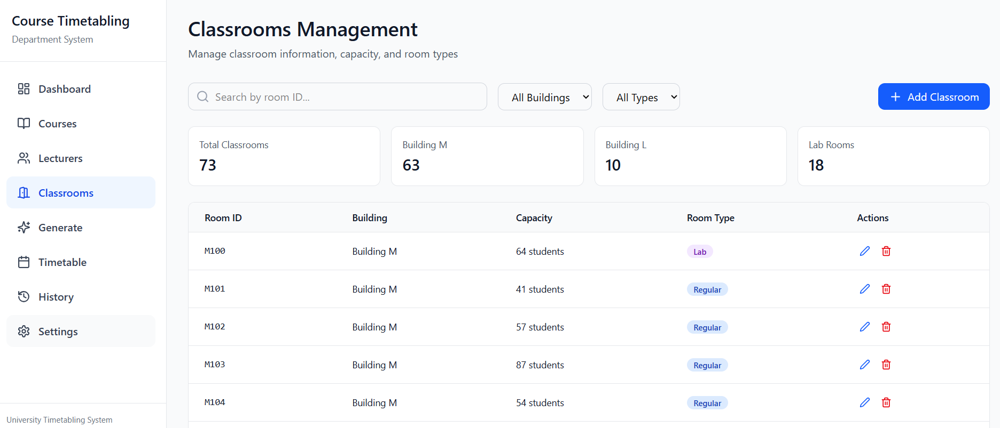 Course Timetabling
Department System
Dashboard
Courses
Lecturers
Classrooms
Generate
Timetable
History
Settings
University Timetabling System
Classrooms Management
Manage classroom information, capacity, and room types
Search by room ID...
All Buildings
All Types
Add Classroom
Total Classrooms
73
Building M
63
Building L
10
Lab Rooms
18
Room ID Building Capacity Room Type Actions
M100 Building M 64 students Lab
M101 Building M 41 students Regular
M102 Building M 57 students Regular
M103 Building M 87 students Regular
M104 Building M 54 students Regular